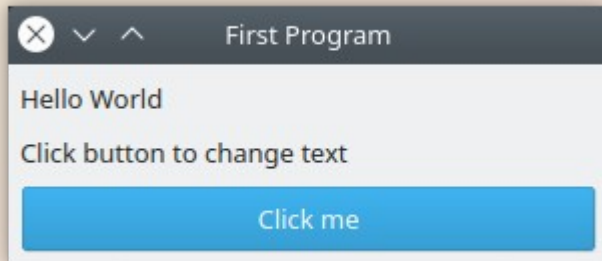 First Program
Hello World
Click button to change text
Click me